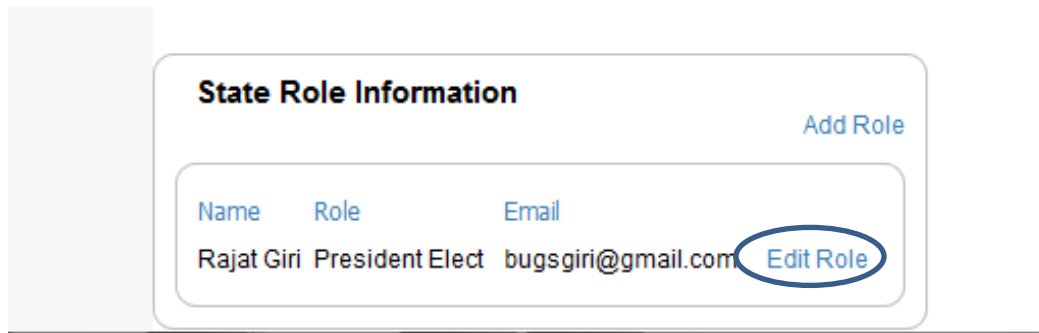 State Role Information
Add Role
Name Role Email
Rajat Giri President Elect bugsgiri@gmail.com Edit Role